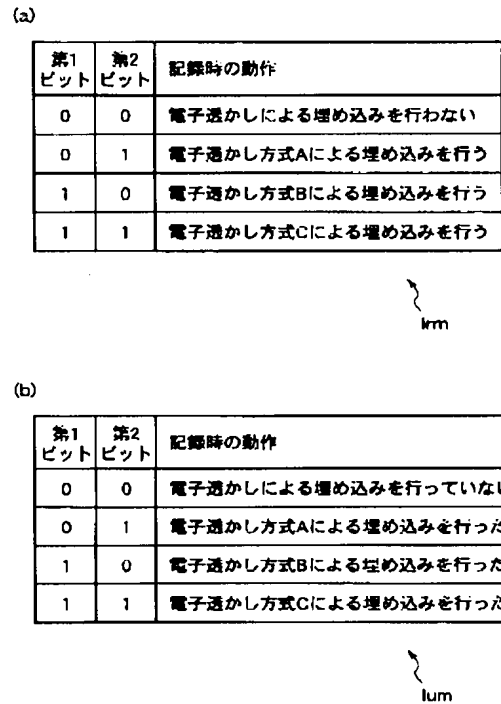 (a)
第1ビット 第2ビット 記録時の動作
0 0 電子透かしによる埋め込みを行わない
0 1 電子透かし方式Aによる埋め込みを行う
1 0 電子透かし方式Bによる埋め込みを行う
1 1 電子透かし方式Cによる埋め込みを行う
Irm
(b)
第1ビット 第2ビット 記録時の動作
0 0 電子透かしによる埋め込みを行っていない
0 1 電子透かし方式Aによる埋め込みを行った
1 0 電子透かし方式Bによる埋め込みを行った
1 1 電子透かし方式Cによる埋め込みを行った
Ium